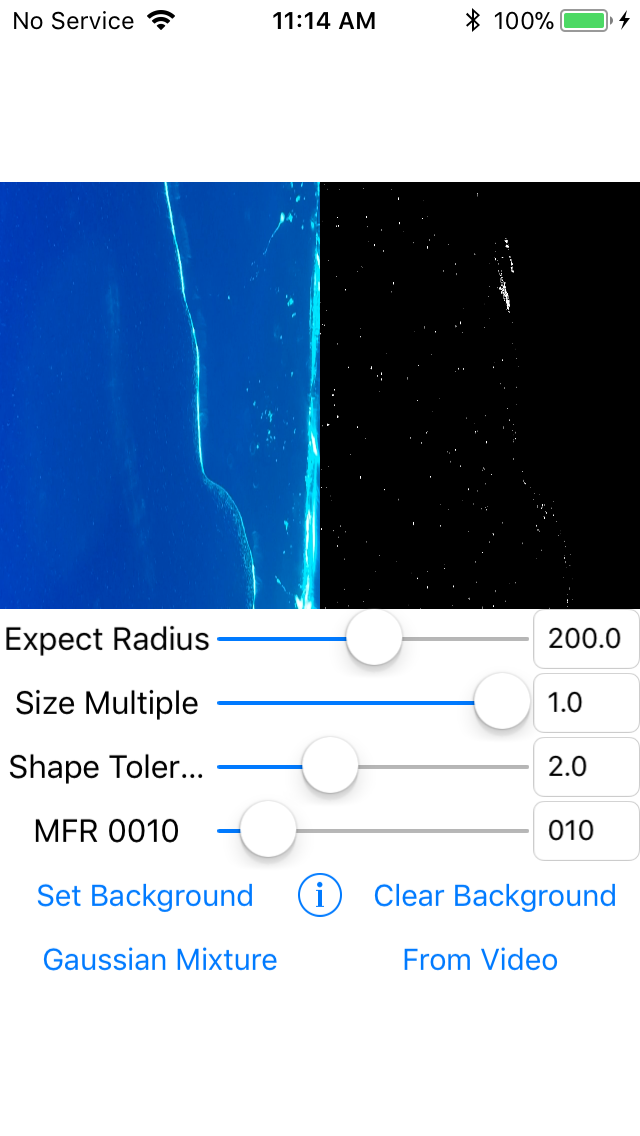 No Service 11:14 AM 100%
Expect Radius 200.0
Size Multiple 1.0
Shape Toler... 2.0
MFR 0010 010
Set Background i Clear Background
Gaussian Mixture From Video